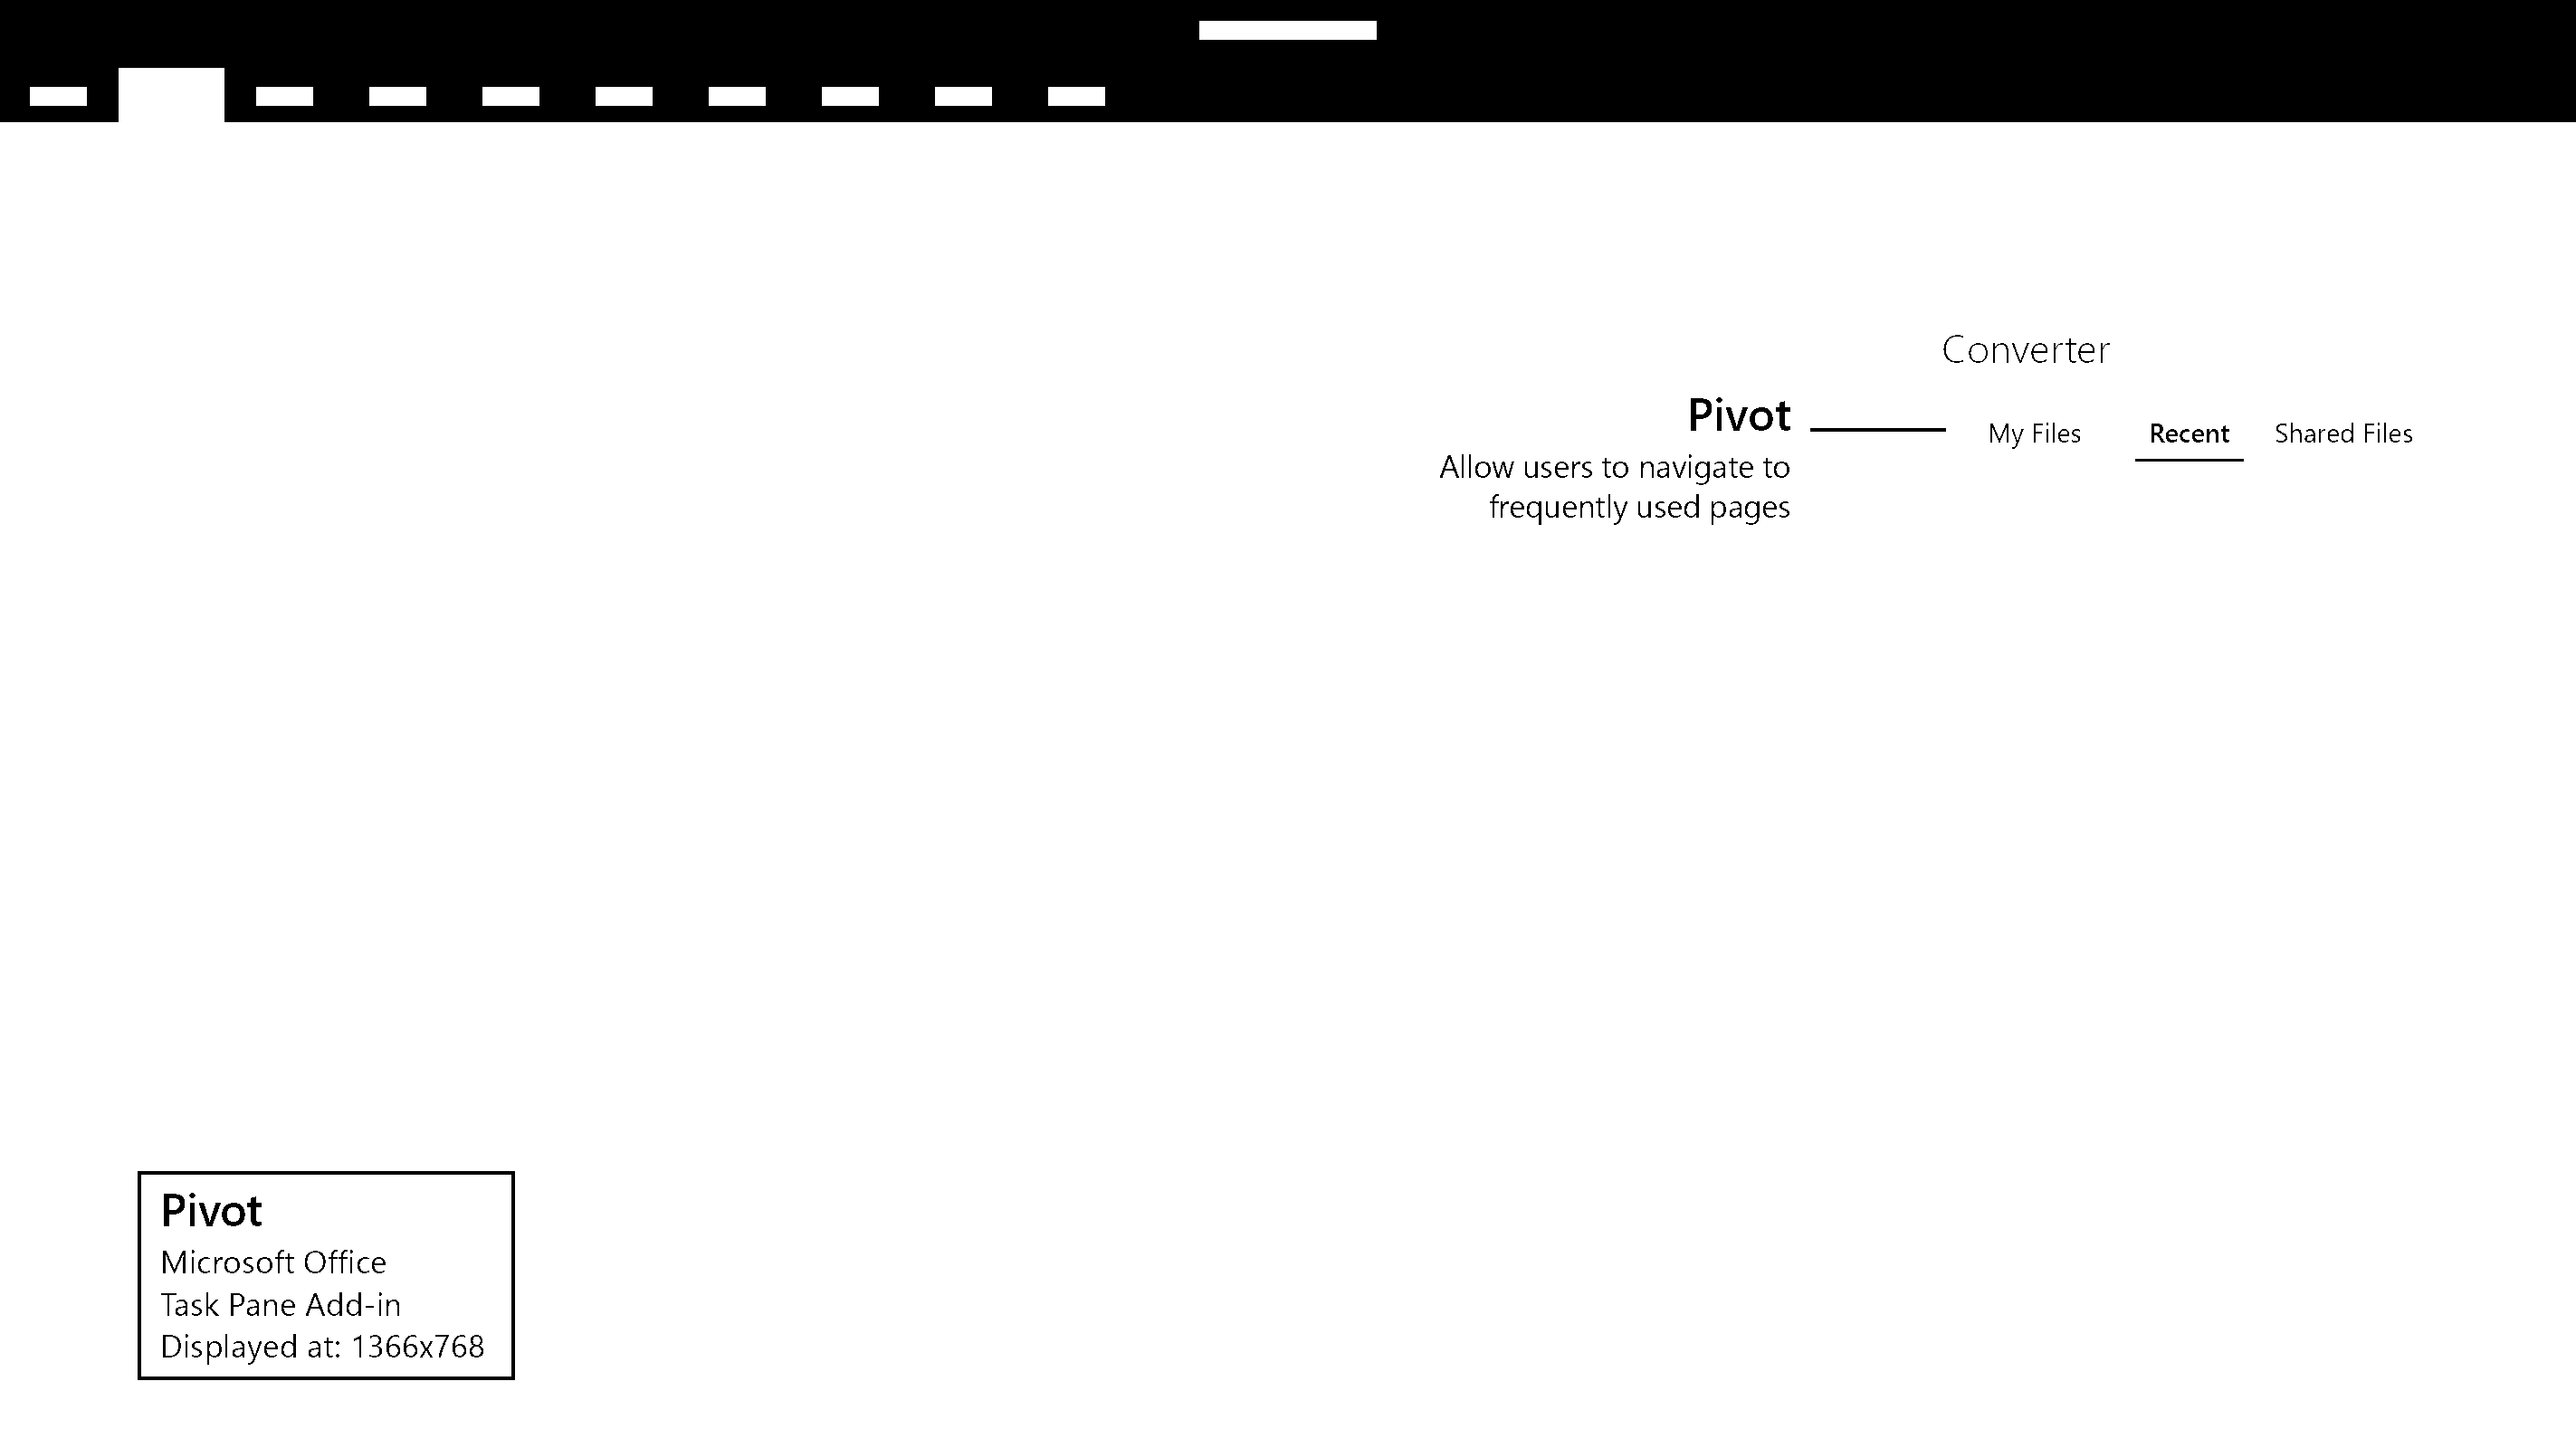 Converter
Pivot
My Files
Recent
Shared Files
Allow users to navigate to
frequently used pages
Pivot
Microsoft Office
Task Pane Add-in
Displayed at: 1366x768